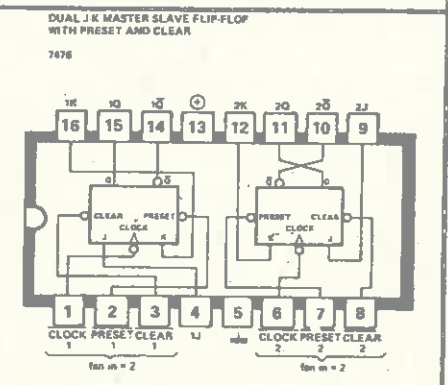 DUAL J-K MASTER SLAVE FLIP-FLOP
WITH PRESET AND CLEAR
7476
1K 1Q 1Q̅ ⊕ 2K 2Q 2Q̅ 2J
16 15 14 13 12 11 10 9
Q Q̅ Q̅ Q
CLEAR PRESET PRESET CLEAR
CLOCK CLOCK
J K K J
1 2 3 4 5 6 7 8
CLOCK PRESET CLEAR 1J CLOCK PRESET CLEAR
1 1 1 2 2 2
fan in = 2 fan in = 2